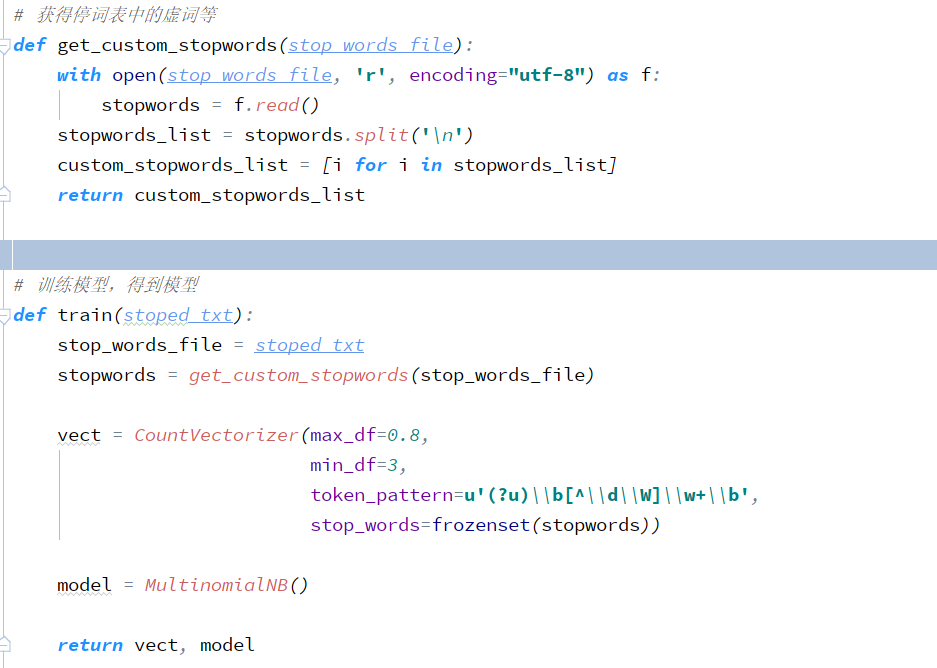 # 获得停词表中的虚词等
def get_custom_stopwords(stop_words_file):
    with open(stop_words_file, 'r', encoding="utf-8") as f:
        stopwords = f.read()
    stopwords_list = stopwords.split('\n')
    custom_stopwords_list = [i for i in stopwords_list]
    return custom_stopwords_list
# 训练模型，得到模型
def train(stoped_txt):
    stop_words_file = stoped_txt
    stopwords = get_custom_stopwords(stop_words_file)
    vect = CountVectorizer(max_df=0.8,
                           min_df=3,
                           token_pattern=u'(?u)\\b[^\\d\\W]\\w+\\b',
                           stop_words=frozenset(stopwords))
    model = MultinomialNB()
    return vect, model